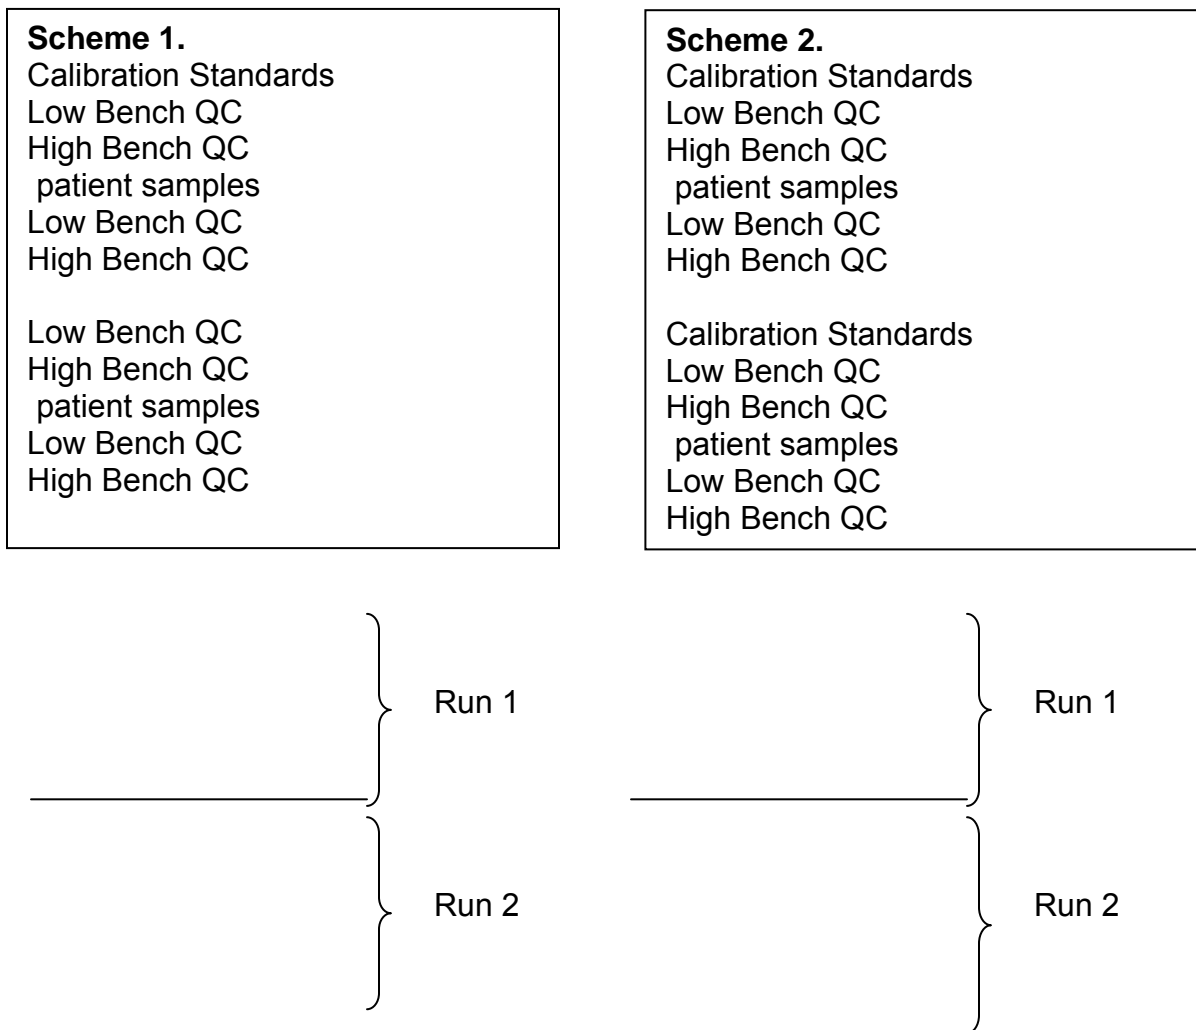 Scheme 1.
Calibration Standards
Low Bench QC
High Bench QC
patient samples
Low Bench QC
High Bench QC
Low Bench QC
High Bench QC
patient samples
Low Bench QC
High Bench QC
Scheme 2.
Calibration Standards
Low Bench QC
High Bench QC
patient samples
Low Bench QC
High Bench QC
Calibration Standards
Low Bench QC
High Bench QC
patient samples
Low Bench QC
High Bench QC
Run 1
Run 2
Run 1
Run 2